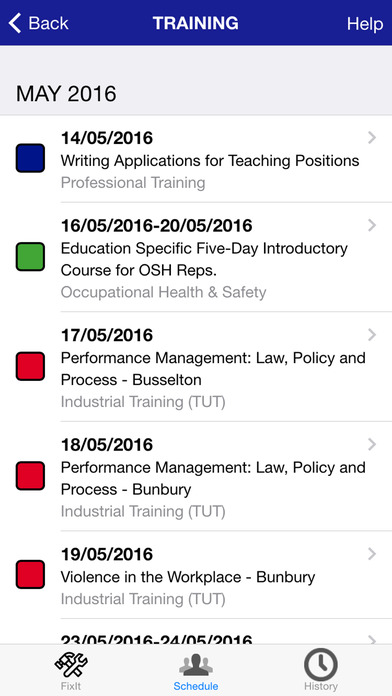 Back TRAINING Help
MAY 2016
14/05/2016
Writing Applications for Teaching Positions
Professional Training
16/05/2016-20/05/2016
Education Specific Five-Day Introductory
Course for OSH Reps.
Occupational Health & Safety
17/05/2016
Performance Management: Law, Policy and
Process - Busselton
Industrial Training (TUT)
18/05/2016
Performance Management: Law, Policy and
Process - Bunbury
Industrial Training (TUT)
19/05/2016
Violence in the Workplace - Bunbury
Industrial Training (TUT)
23/05/2016-24/05/2016
FixIt Schedule History